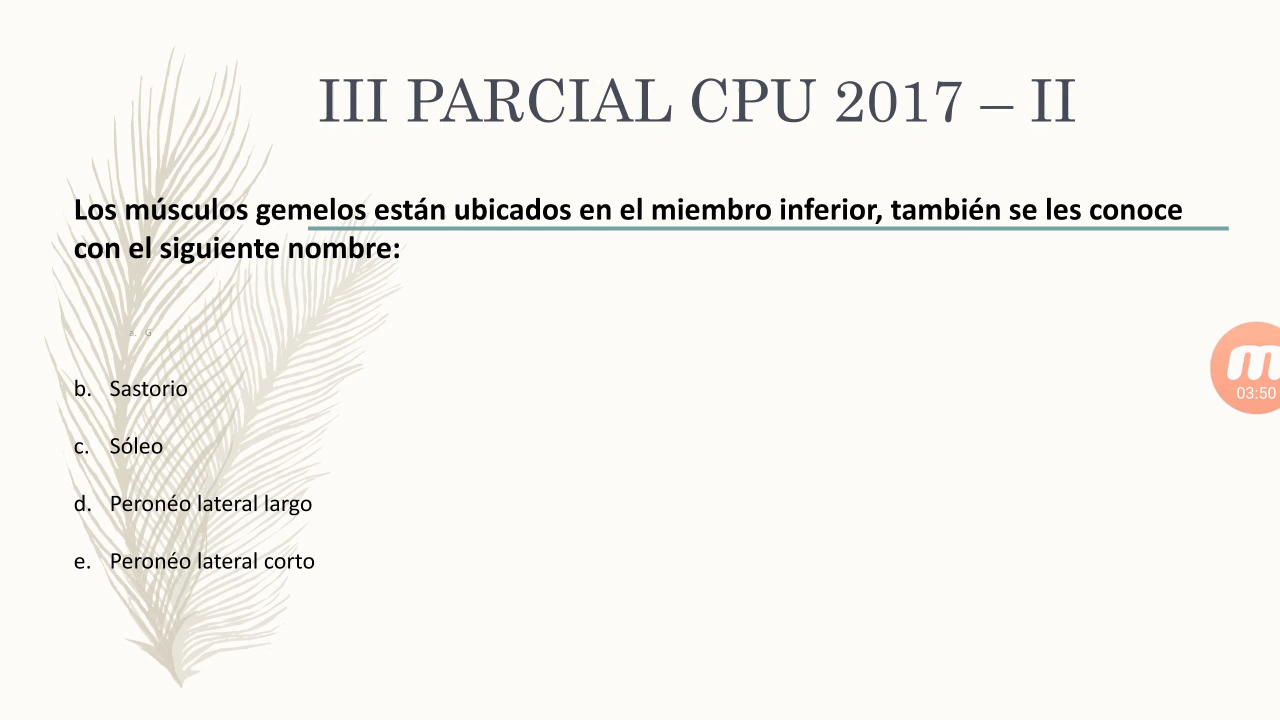 III PARCIAL CPU 2017 – II
Los músculos gemelos están ubicados en el miembro inferior, también se les conoce
con el siguiente nombre:
a. G
b. Sastorio
c. Sóleo
d. Peronéo lateral largo
e. Peronéo lateral corto
m
03:50